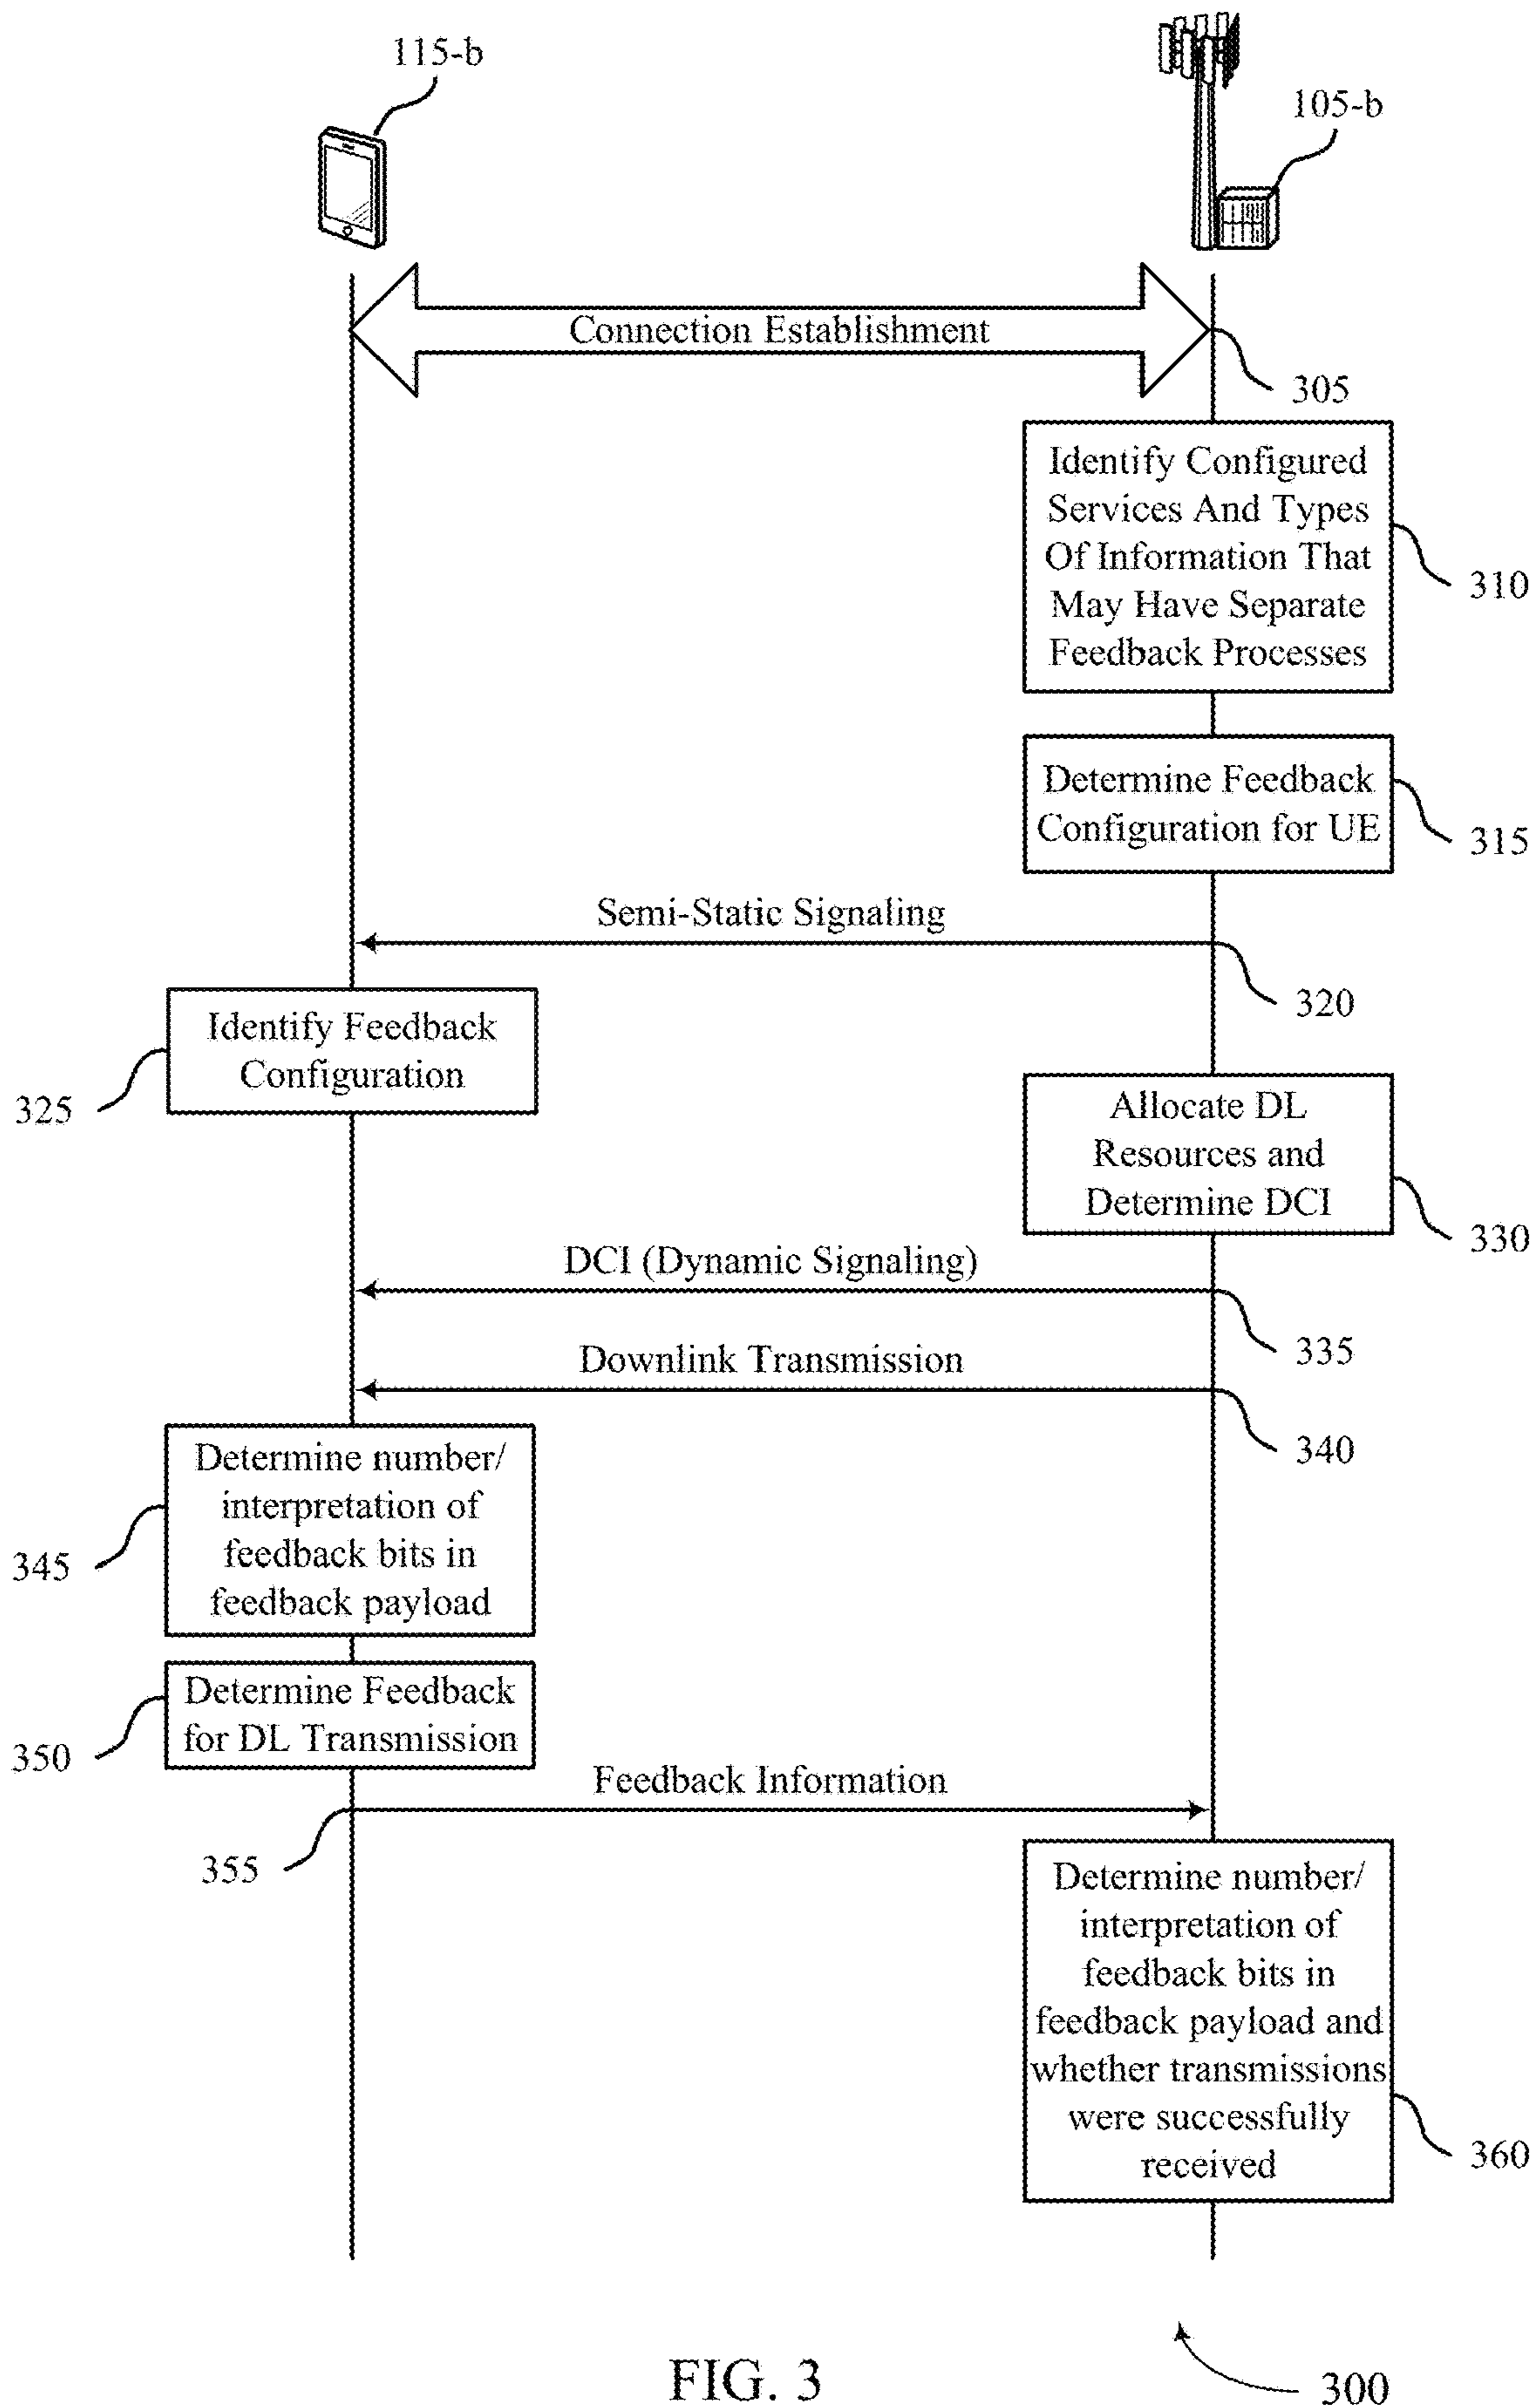 115-b
105-b
Connection Establishment
305
Identify Configured
Services And Types
Of Information That
May Have Separate
Feedback Processes
310
Determine Feedback
Configuration for UE
315
Semi-Static Signaling
320
Identify Feedback
Configuration
325
Allocate DL
Resources and
Determine DCI
330
DCI (Dynamic Signaling)
335
Downlink Transmission
340
Determine number/
interpretation of
feedback bits in
feedback payload
345
Determine Feedback
for DL Transmission
350
Feedback Information
355
Determine number/
interpretation of
feedback bits in
feedback payload and
whether transmissions
were successfully
received
360
FIG. 3
300